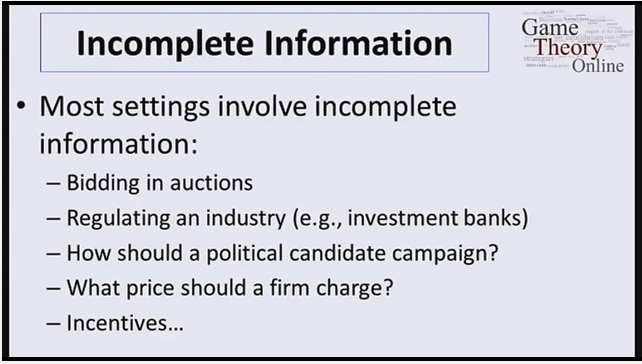 Incomplete Information
Game
Theory
Online
• Most settings involve incomplete
information:
– Bidding in auctions
– Regulating an industry (e.g., investment banks)
– How should a political candidate campaign?
– What price should a firm charge?
– Incentives…